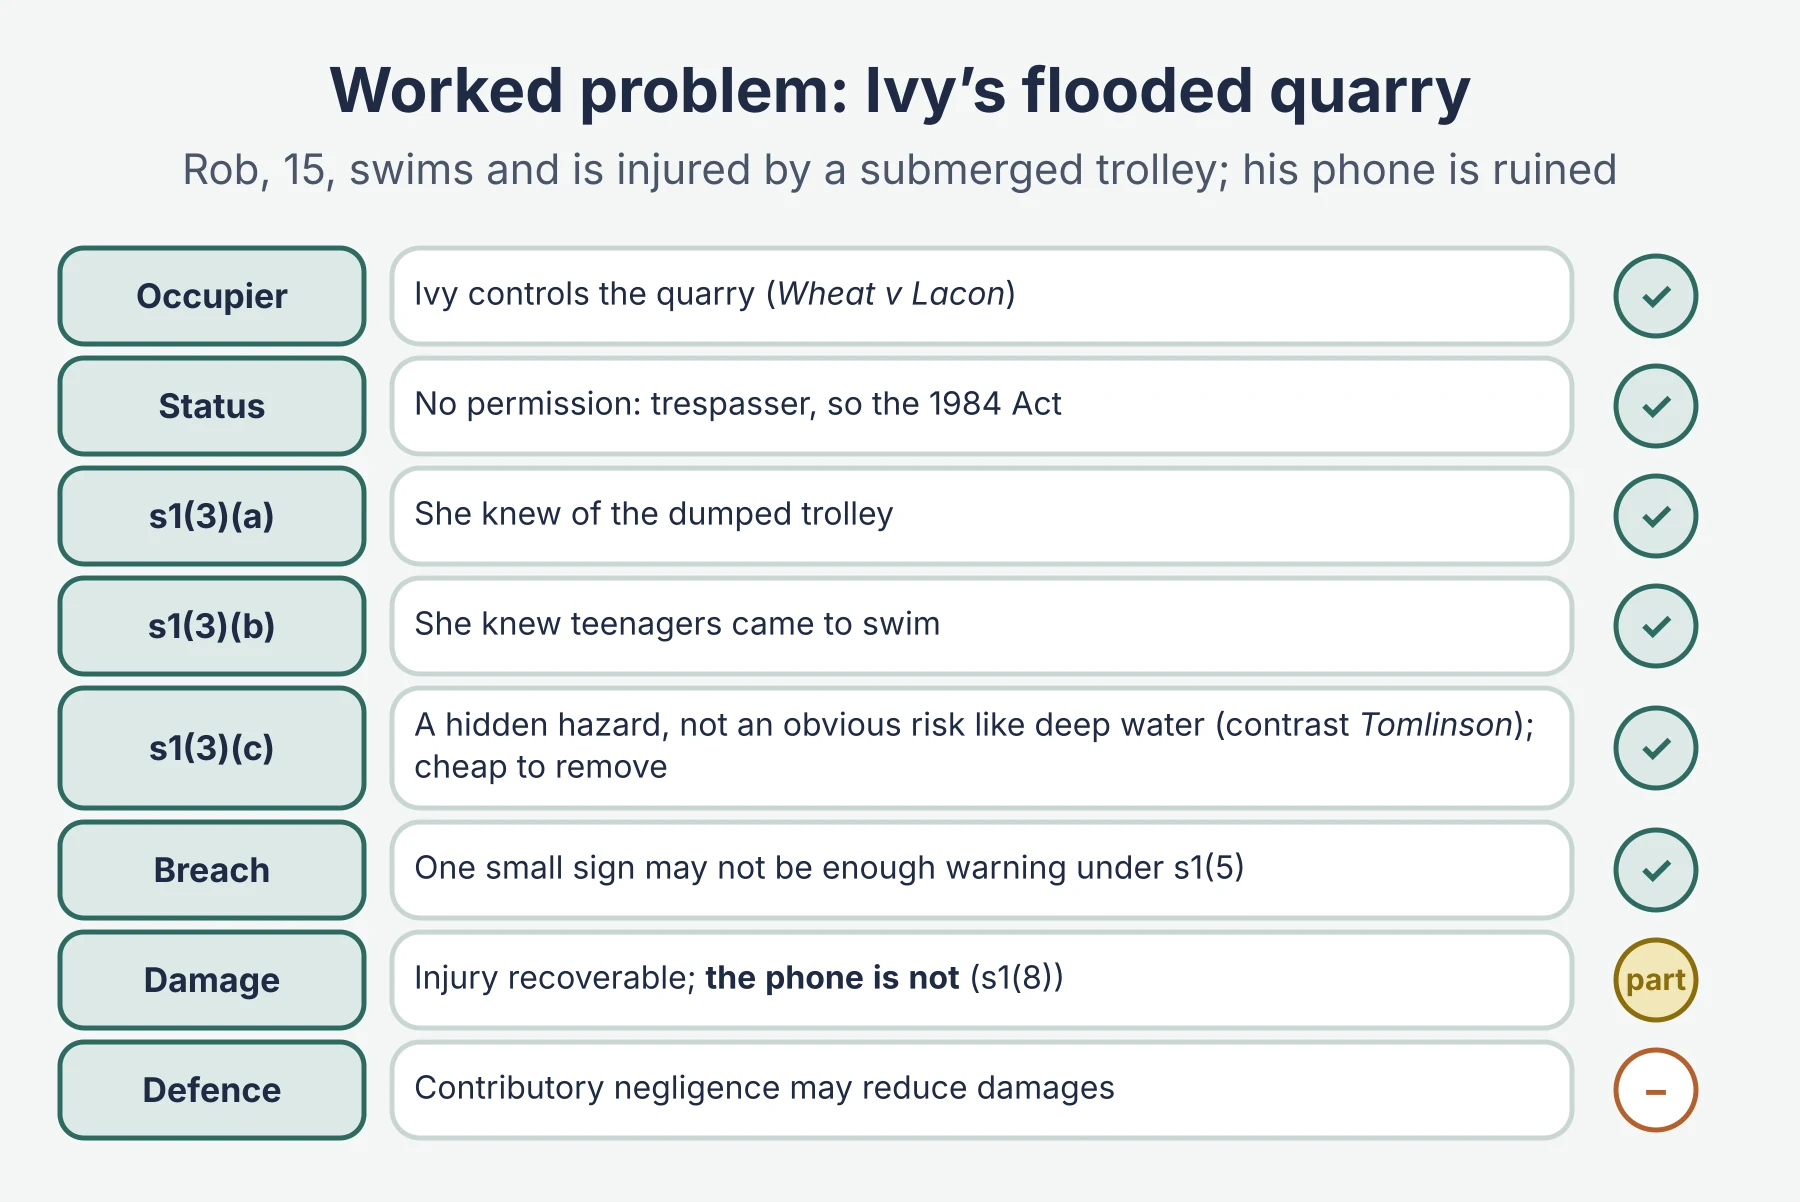 Worked problem: Ivy’s flooded quarry
Rob, 15, swims and is injured by a submerged trolley; his phone is ruined
Occupier
Ivy controls the quarry (Wheat v Lacon)
✓
Status
No permission: trespasser, so the 1984 Act
✓
s1(3)(a)
She knew of the dumped trolley
✓
s1(3)(b)
She knew teenagers came to swim
✓
s1(3)(c)
A hidden hazard, not an obvious risk like deep water (contrast Tomlinson);
cheap to remove
✓
Breach
One small sign may not be enough warning under s1(5)
✓
Damage
Injury recoverable; the phone is not (s1(8))
part
Defence
Contributory negligence may reduce damages
–